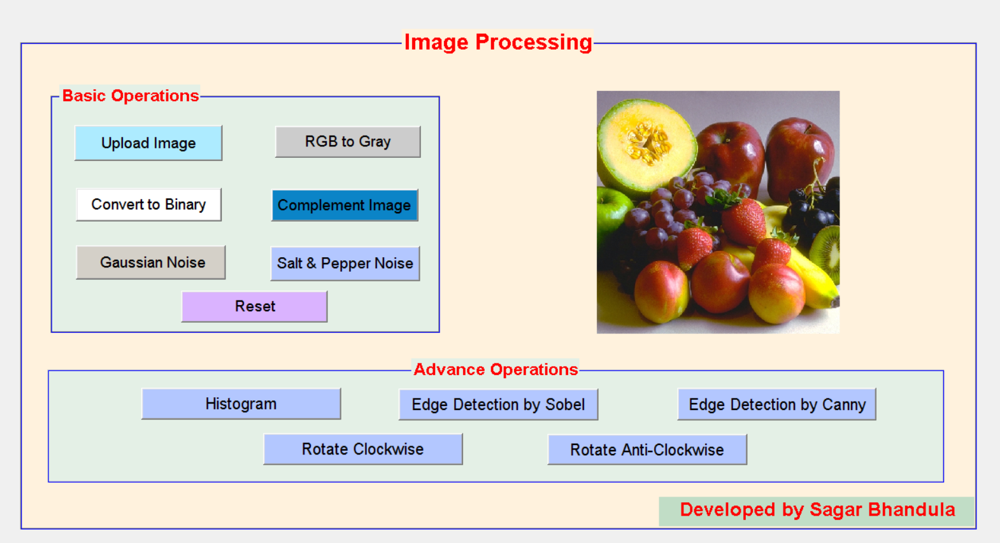 Image Processing
Basic Operations
Upload Image
RGB to Gray
Convert to Binary
Complement Image
Gaussian Noise
Salt & Pepper Noise
Reset
Advance Operations
Histogram
Edge Detection by Sobel
Edge Detection by Canny
Rotate Clockwise
Rotate Anti-Clockwise
Developed by Sagar Bhandula